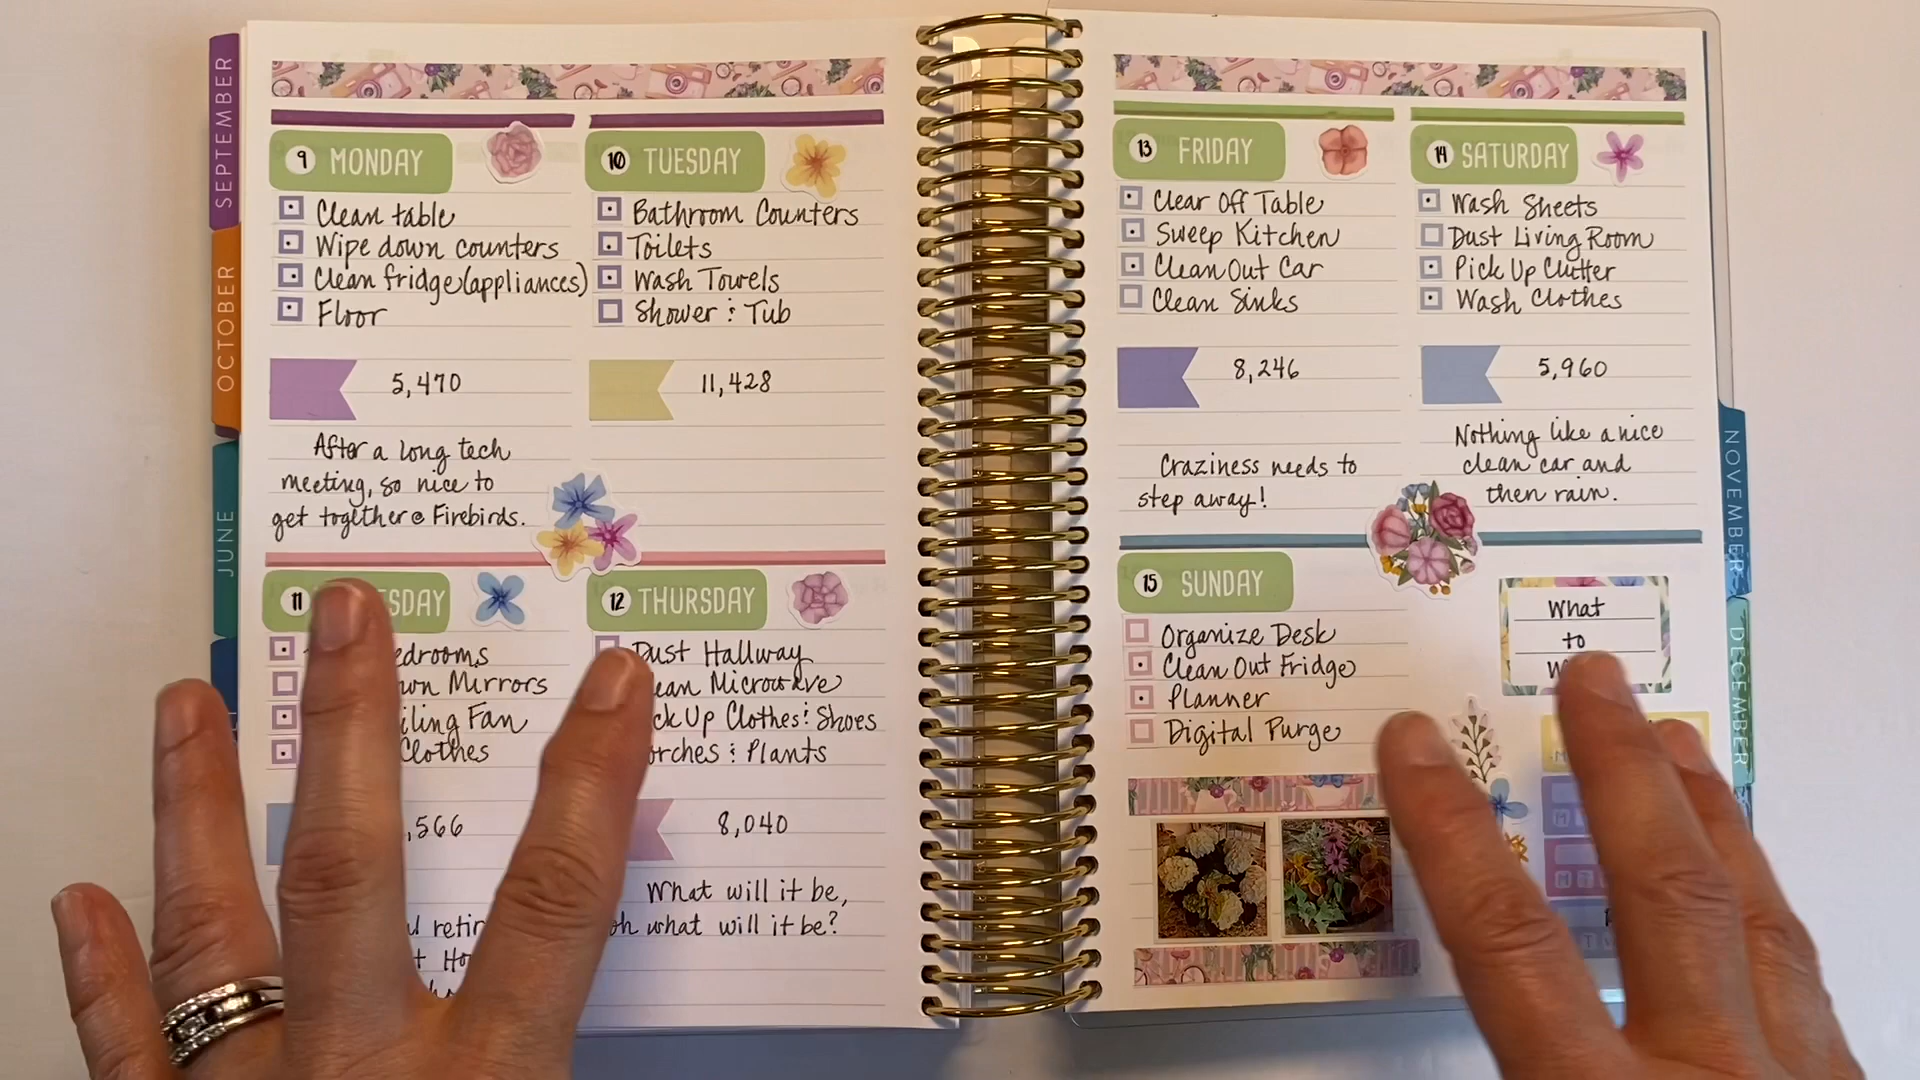 SEPTEMBER
OCTOBER
JUNE
9 MONDAY
Clean table
Wipe down counters
Clean fridge (appliances)
Floor
5,470
After a long tech
meeting, so nice to
get together @ Firebirds.
10 TUESDAY
Bathroom Counters
Toilets
Wash Towels
Shower : Tub
11,428
11
Clothes
12 THURSDAY
Dust Hallway
Microwave
Up Clothes : Shoes
: Plants
8,040
What will it be,
oh what will it be?
13 FRIDAY
Clear Off Table
Sweep Kitchen
Clean Out Car
Clean Sinks
8,246
Craziness needs to
step away!
14 SATURDAY
Wash Sheets
Dust Living Room
Pick Up Clutter
Wash Clothes
5,960
Nothing like a nice
clean car and
then rain.
15 SUNDAY
Organize Desk
Clean Out Fridge
Planner
Digital Purge
What
to
NOVEMBER
DECEMBER